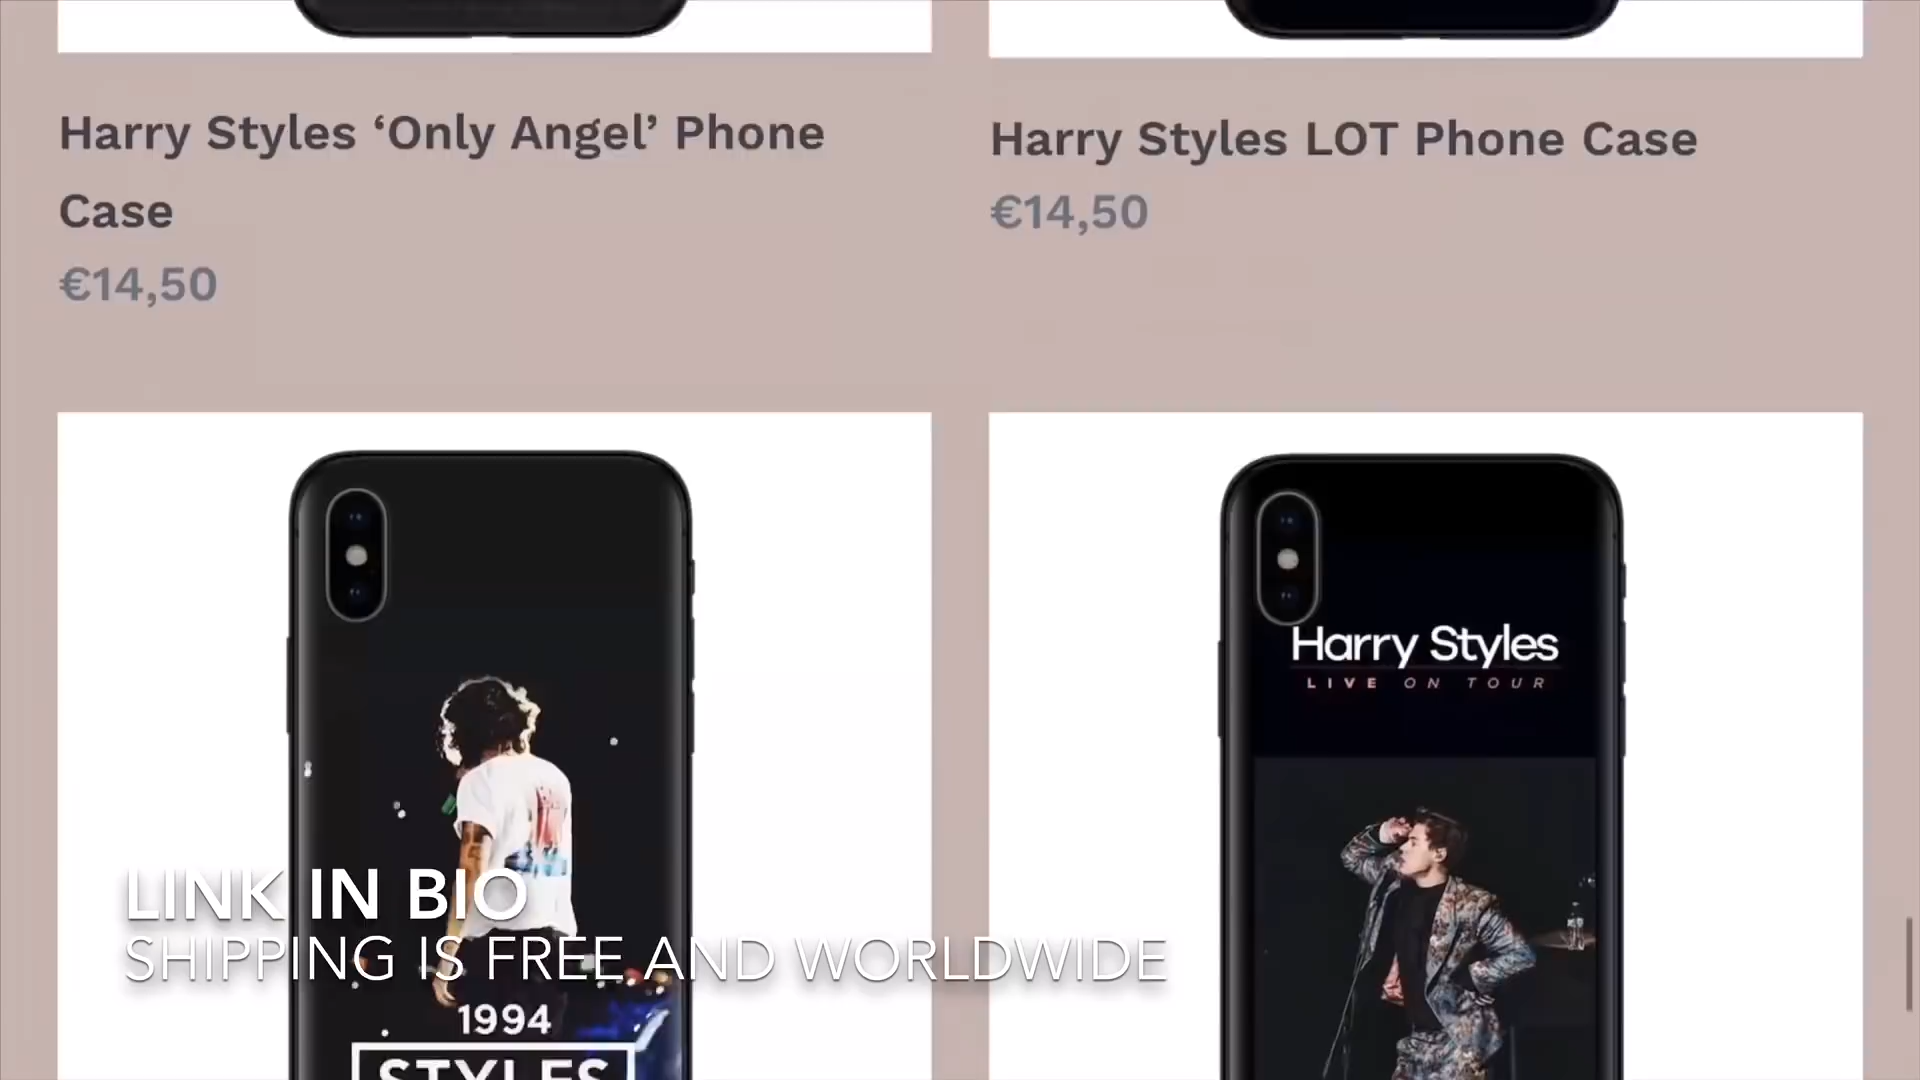 Harry Styles ‘Only Angel’ Phone
Case
€14,50
Harry Styles LOT Phone Case
€14,50
Harry Styles
LIVE ON TOUR
LINK IN BIO
SHIPPING IS FREE AND WORLDWIDE
1994
STYLES